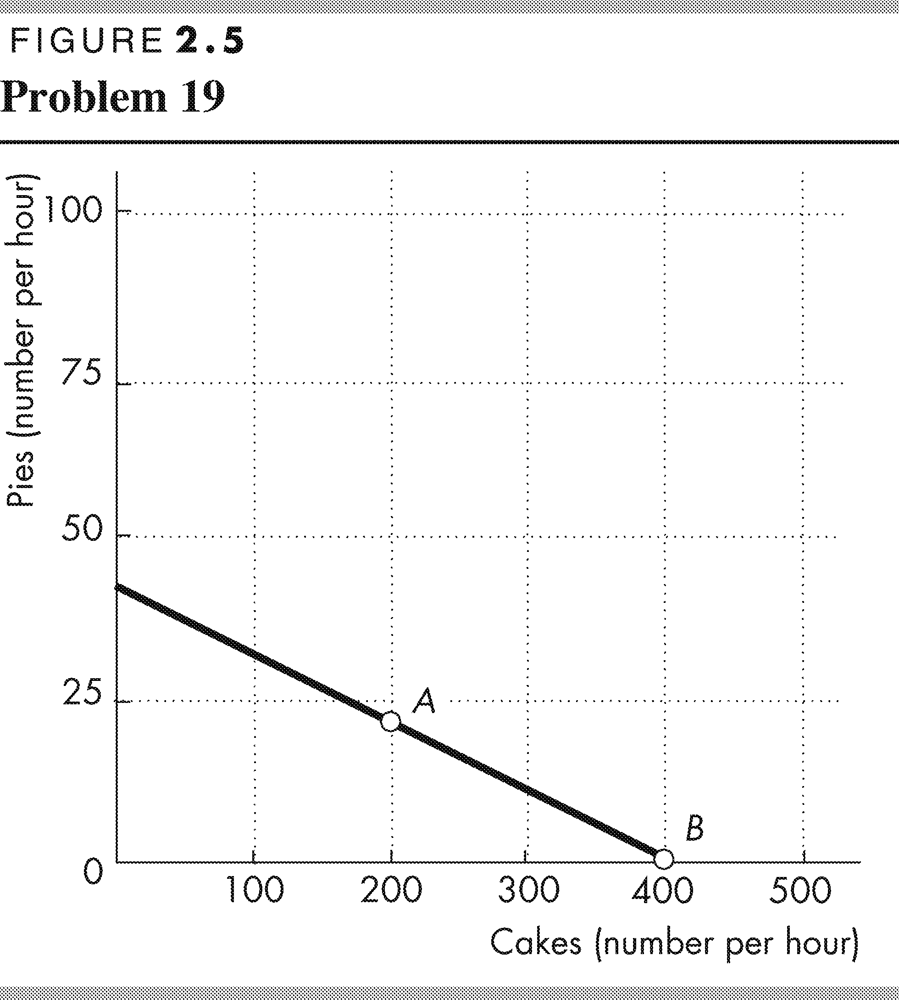 FIGURE 2.5
Problem 19
Pies (number per hour)
100
75
50
25
A
B
0
100 200 300 400 500
Cakes (number per hour)